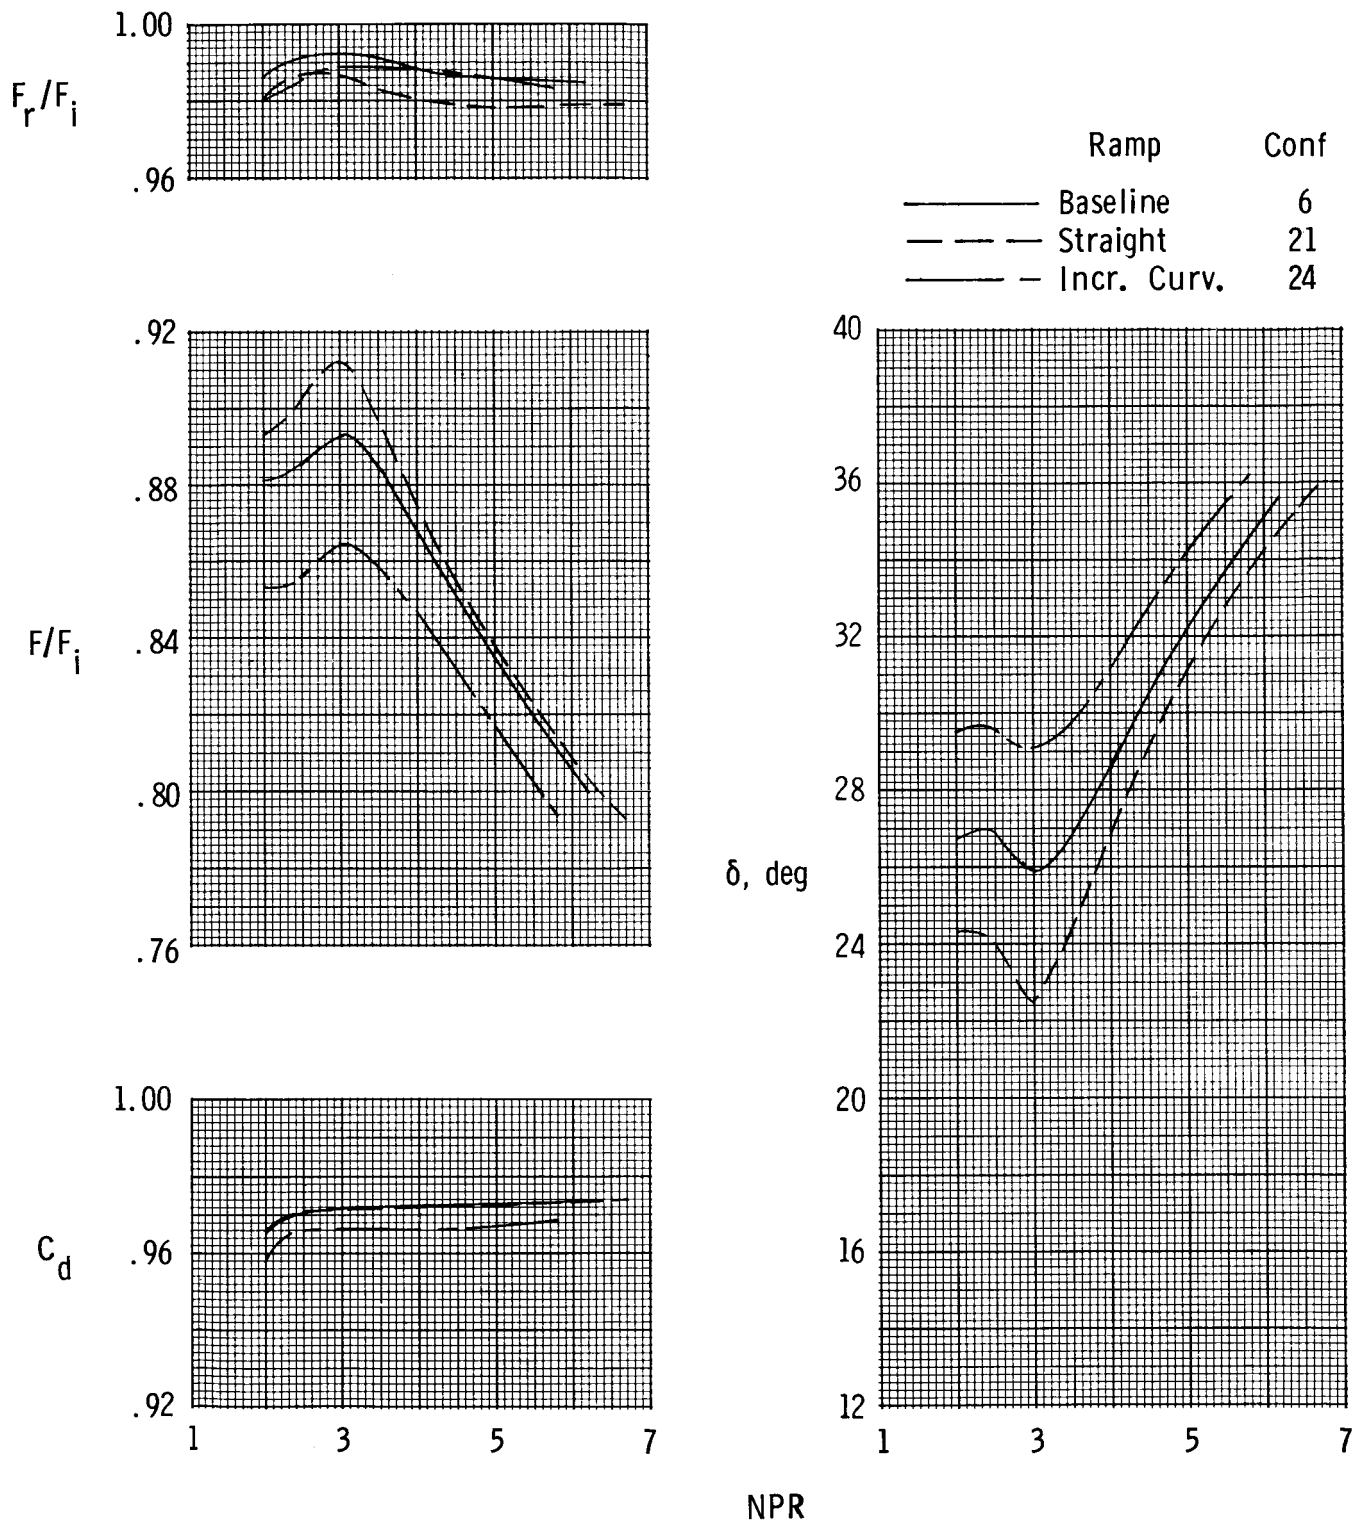 1.00
F_r/F_i
.96
Ramp Conf
Baseline 6
Straight 21
Incr. Curv. 24
.92
.88
F/F_i
.84
.80
.76
40
36
32
28
δ, deg
24
20
16
12
1.00
C_d
.96
.92
1 3 5 7
1 3 5 7
NPR